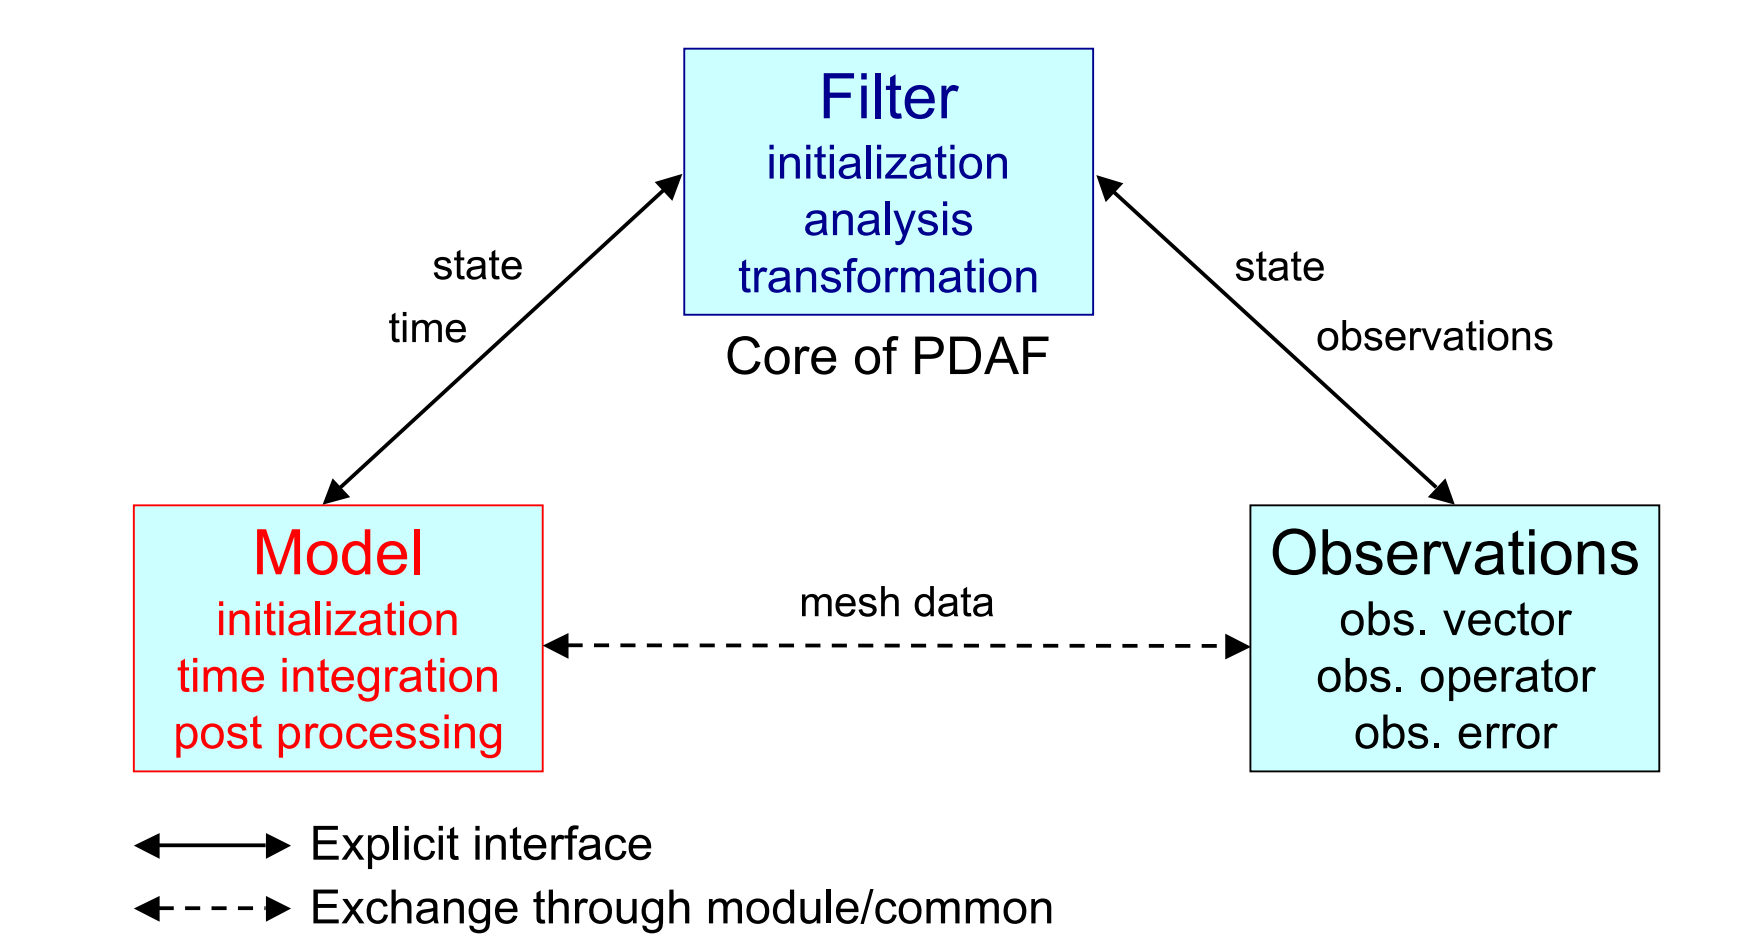 Filter
initialization
analysis
transformation
Core of PDAF
state
time
state
observations
Model
initialization
time integration
post processing
mesh data
Observations
obs. vector
obs. operator
obs. error
Explicit interface
Exchange through module/common